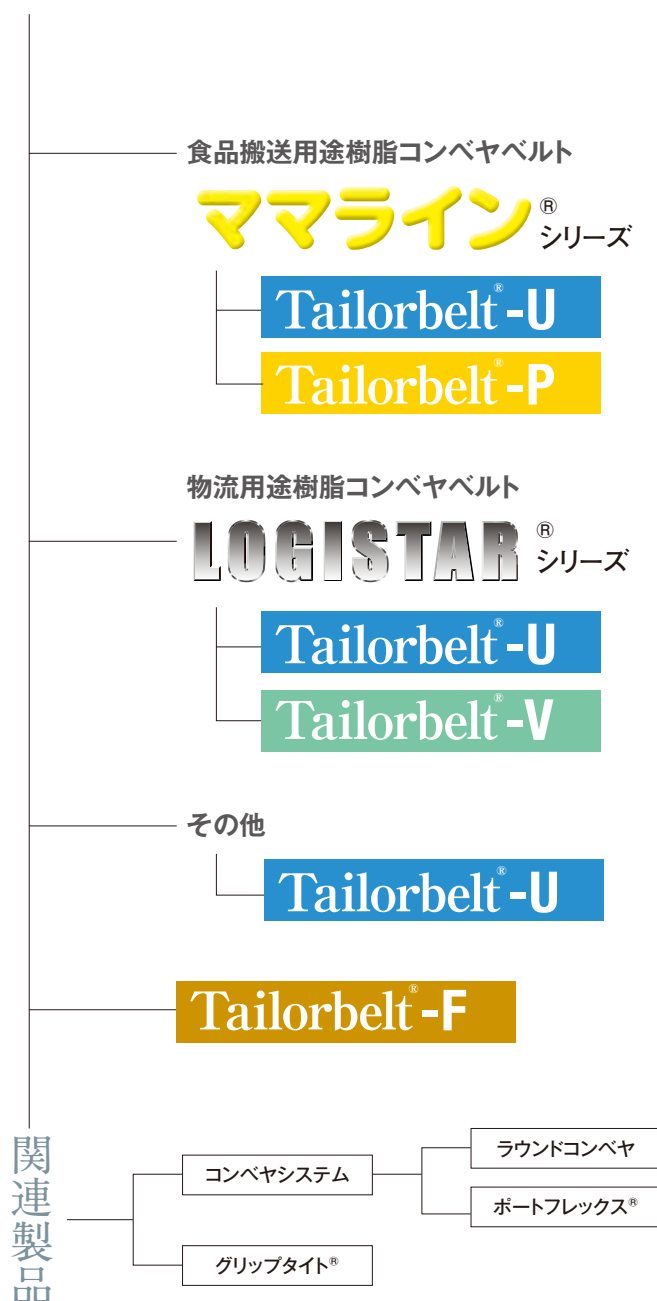 食品搬送用途樹脂コンベヤベルト
ママライン®
シリーズ
Tailorbelt®-U
Tailorbelt®-P
物流用途樹脂コンベヤベルト
LOGISTAR®
シリーズ
Tailorbelt®-U
Tailorbelt®-V
その他
Tailorbelt®-U
Tailorbelt®-F
関連製品
コンベヤシステム
ラウンドコンベヤ
ポートフレックス®
グリップタイト®